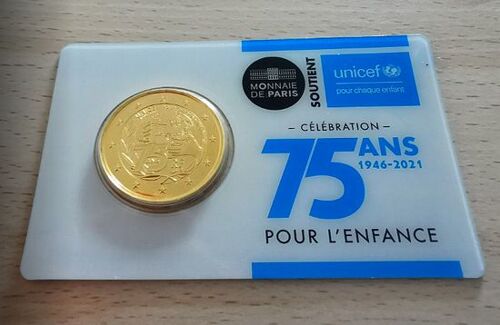 MONNAIE
DE PARIS
SOUTIENT
unicef
pour chaque enfant
- CÉLÉBRATION -
75 ANS
1946-2021
POUR L'ENFANCE